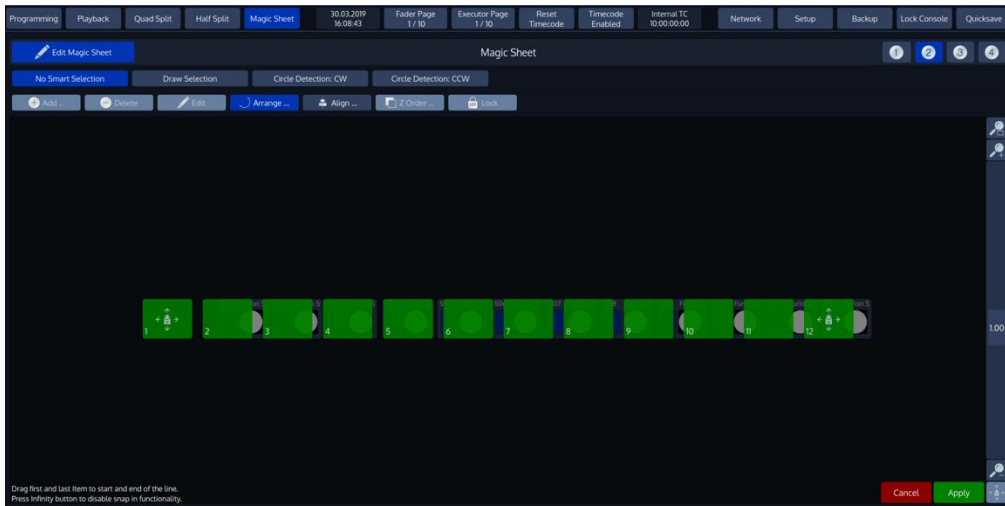 Programming
Playback
Quad Split
Half Split
Magic Sheet
30.03.2019
16:08:43
Fader Page
1 / 10
Executor Page
1 / 10
Reset
Timecode
Timecode
Enabled
Internal TC
10:00:00:00
Network
Setup
Backup
Lock Console
Quicksave
Edit Magic Sheet
Magic Sheet
1
2
3
4
No Smart Selection
Draw Selection
Circle Detection: CW
Circle Detection: CCW
Add ...
Delete
Edit
Arrange ...
Align ...
Z Order ...
Lock
1
2
3
4
5
6
7
8
9
10
11
12
1.00
Drag first and last Item to start and end of the line.
Press Infinity button to disable snap in functionality.
Cancel
Apply